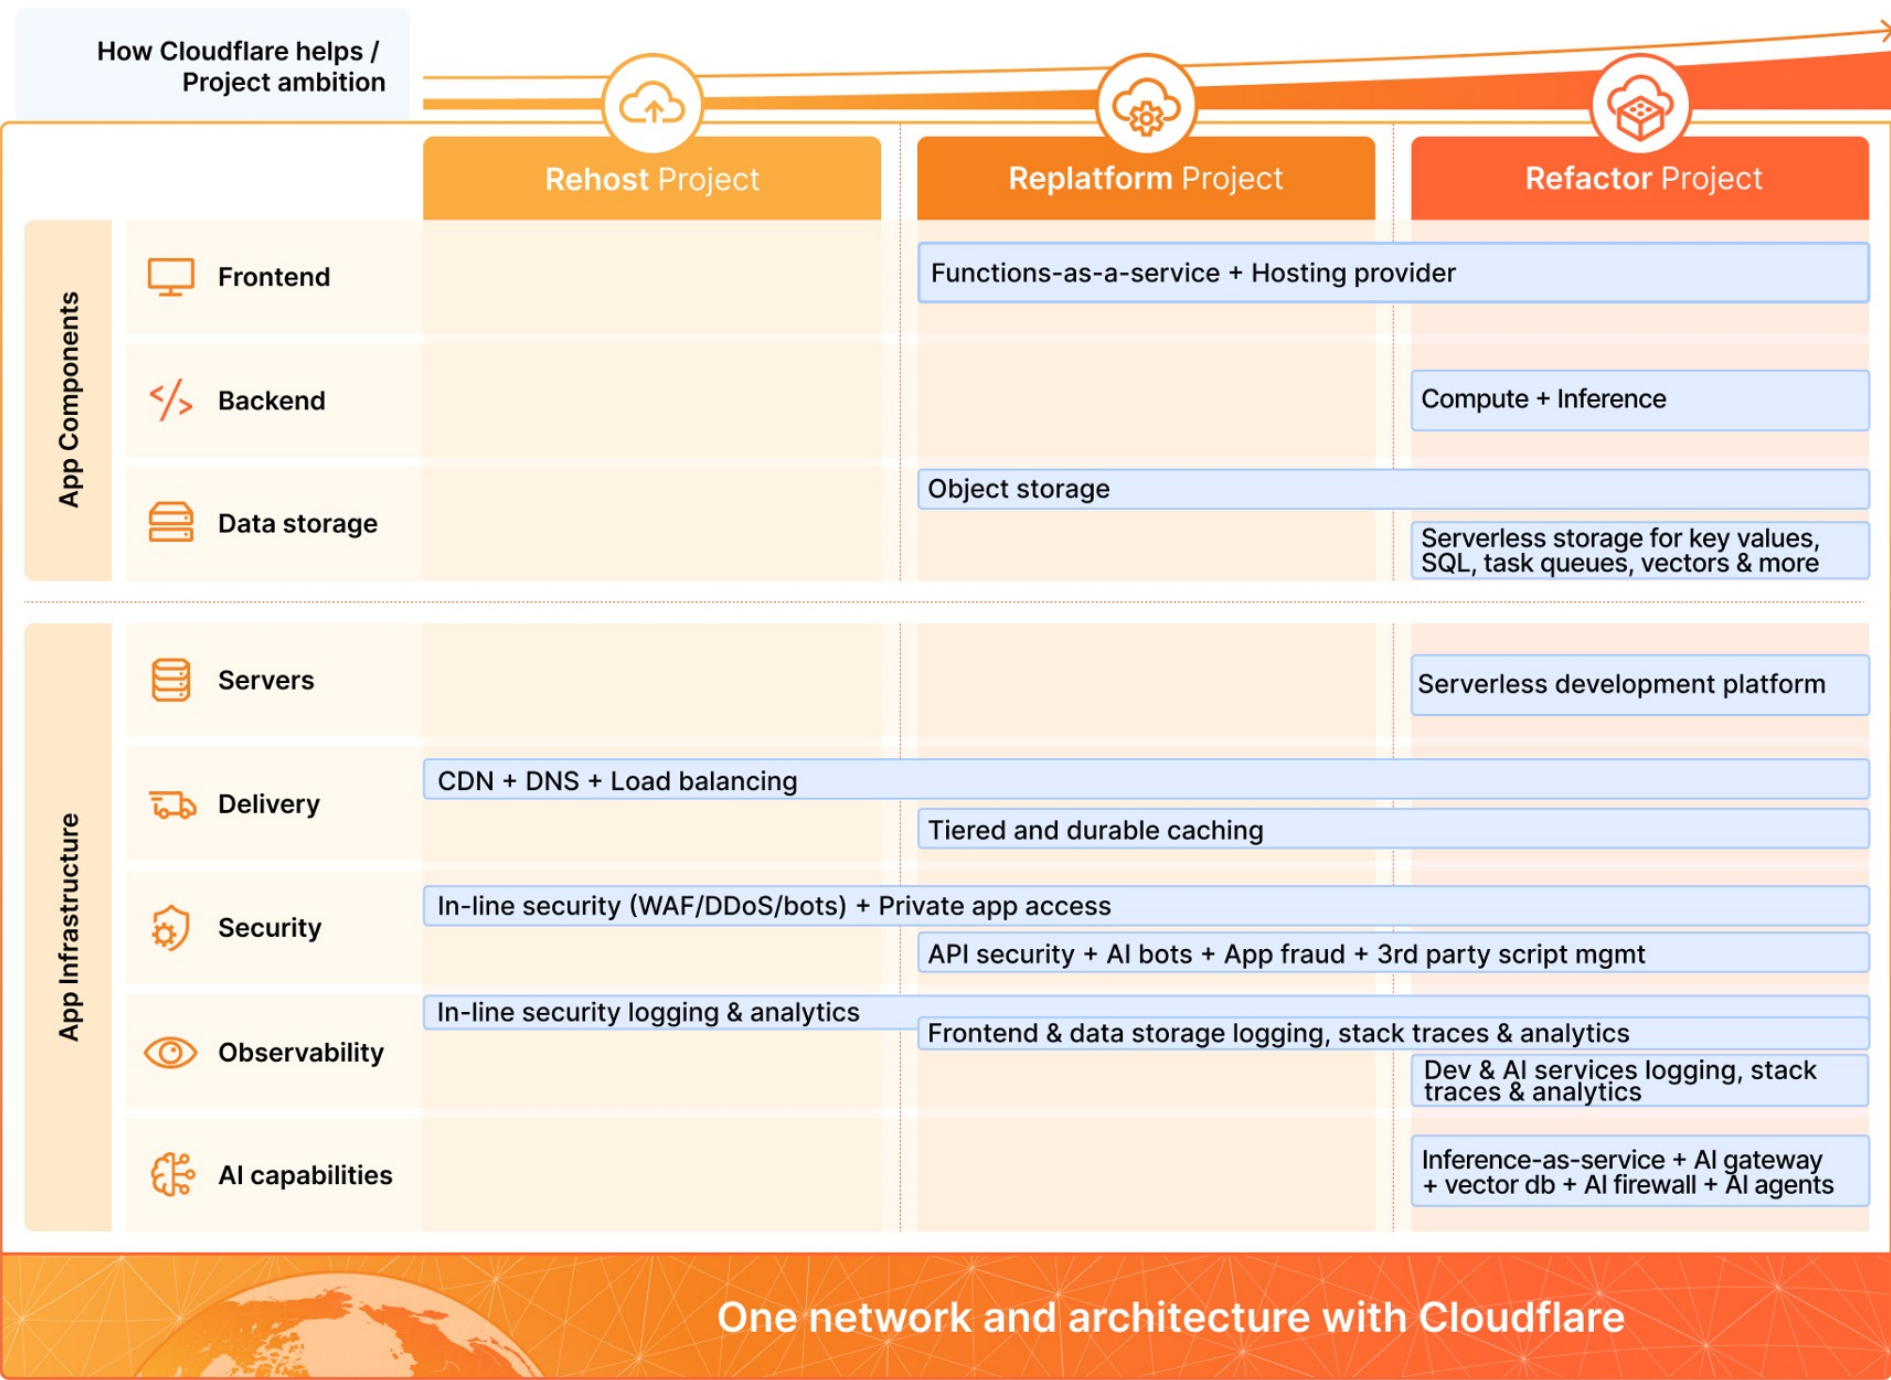 How Cloudflare helps /
Project ambition
Rehost Project
Replatform Project
Refactor Project
App Components
Frontend
Functions-as-a-service + Hosting provider
Backend
Compute + Inference
Data storage
Object storage
Serverless storage for key values,
SQL, task queues, vectors & more
App Infrastructure
Servers
Serverless development platform
Delivery
CDN + DNS + Load balancing
Tiered and durable caching
Security
In-line security (WAF/DDoS/bots) + Private app access
API security + AI bots + App fraud + 3rd party script mgmt
Observability
In-line security logging & analytics
Frontend & data storage logging, stack traces & analytics
Dev & AI services logging, stack
traces & analytics
AI capabilities
Inference-as-service + AI gateway
+ vector db + AI firewall + AI agents
One network and architecture with Cloudflare